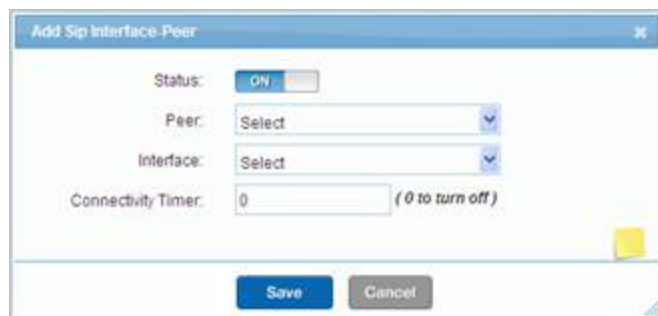 Add Sip Interface-Peer
Status: ON
Peer: Select
Interface: Select
Connectivity Timer: 0 ( 0 to turn off )
Save Cancel